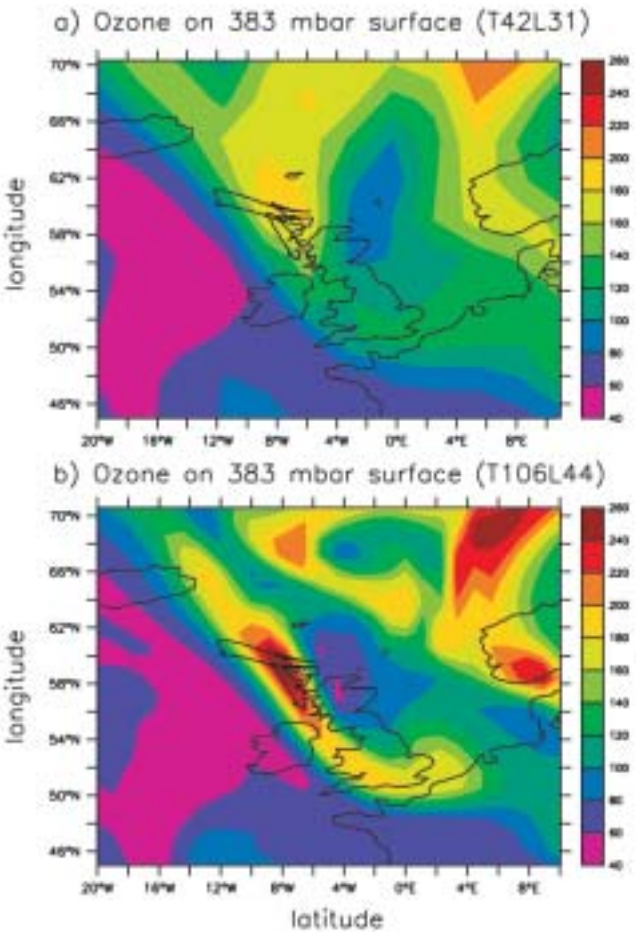 a) Ozone on 383 mbar surface (T42L31)
70°N
66°N
62°N
58°N
54°N
50°N
46°N
longitude
20°W 16°W 12°W 8°W 4°W 0°E 4°E 8°E
260
240
220
200
180
160
140
120
100
80
60
40
b) Ozone on 383 mbar surface (T106L44)
70°N
66°N
62°N
58°N
54°N
50°N
46°N
longitude
20°W 16°W 12°W 8°W 4°W 0°E 4°E 8°E
latitude
260
240
220
200
180
160
140
120
100
80
60
40